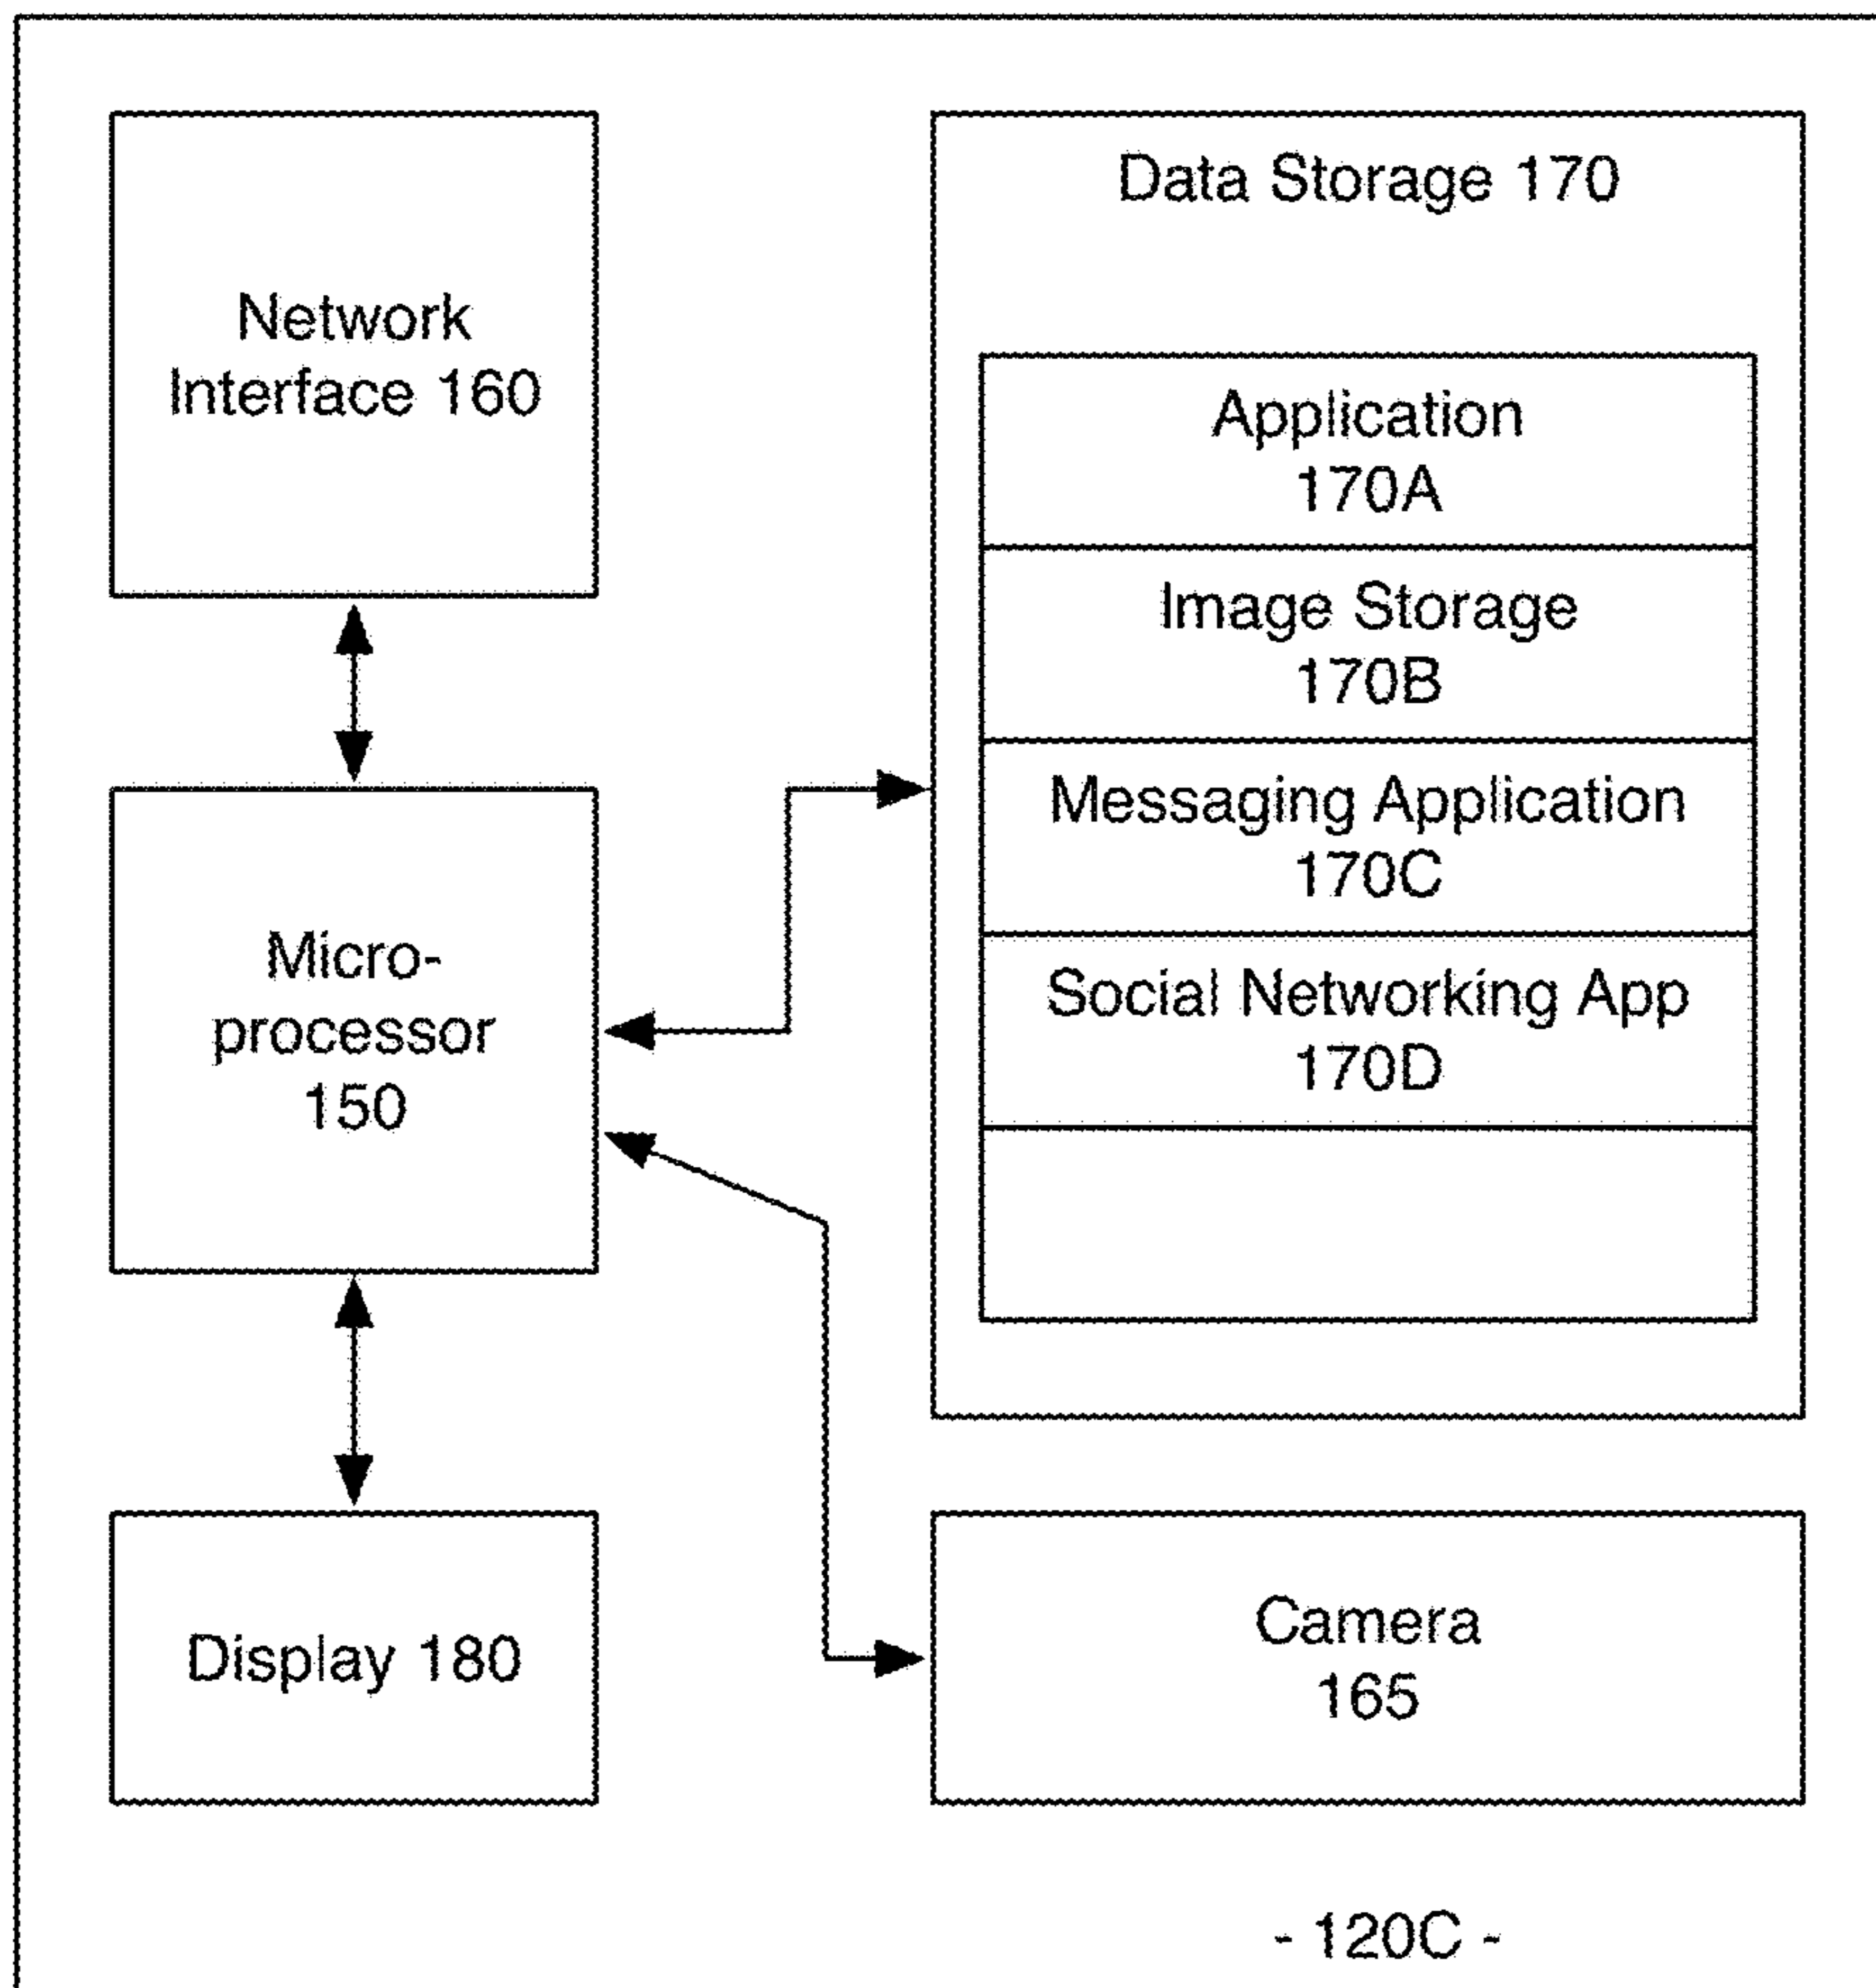 Network
Interface 160
Data Storage 170
Application
170A
Image Storage
170B
Messaging Application
170C
Social Networking App
170D
Micro-
processor
150
Display 180
Camera
165
- 120C -